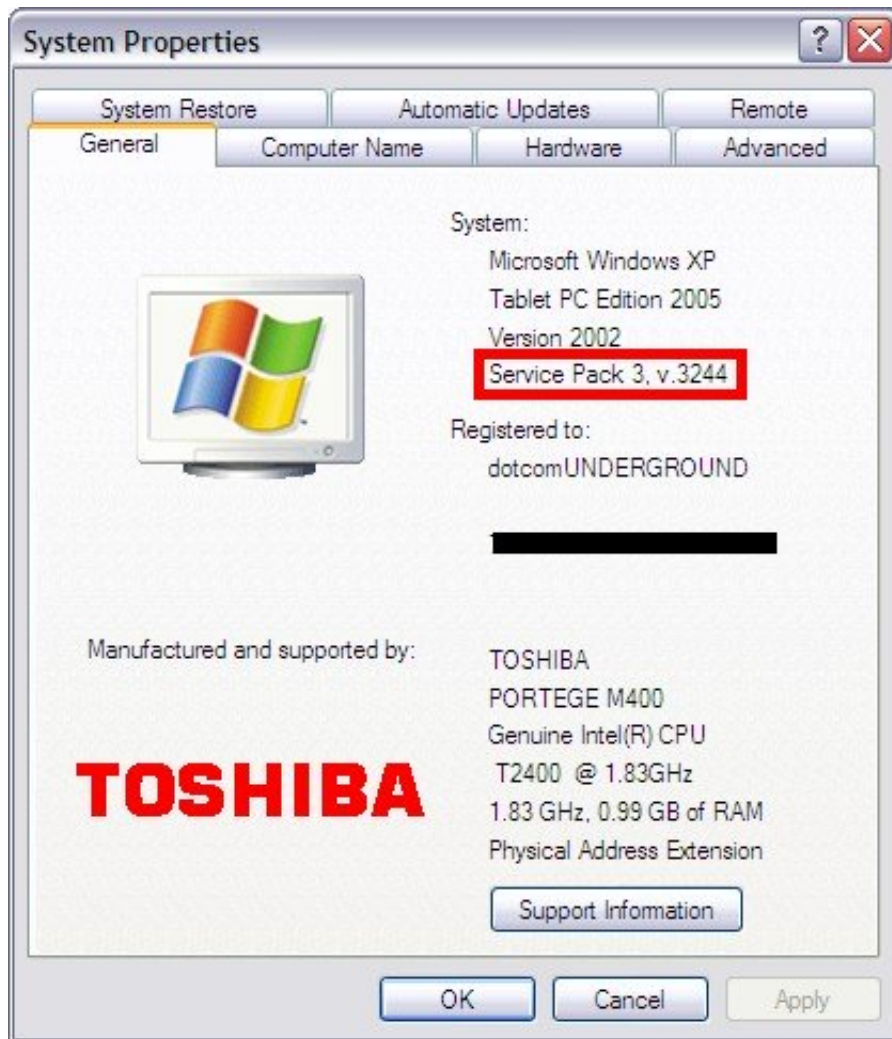 System Properties
?
System Restore Automatic Updates Remote
General Computer Name Hardware Advanced
System:
Microsoft Windows XP
Tablet PC Edition 2005
Version 2002
Service Pack 3, v.3244
Registered to:
dotcomUNDERGROUND
Manufactured and supported by:
TOSHIBA
PORTEGE M400
Genuine Intel(R) CPU
T2400 @ 1.83GHz
1.83 GHz, 0.99 GB of RAM
Physical Address Extension
TOSHIBA
Support Information
OK Cancel Apply